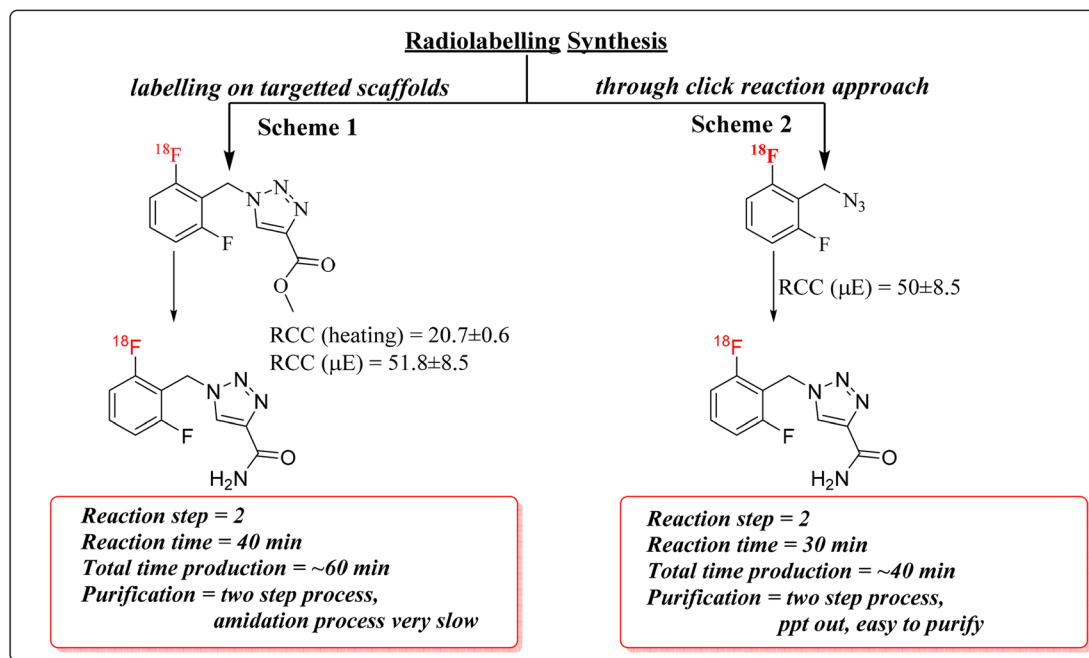 Radiolabelling Synthesis
labelling on targetted scaffolds
through click reaction approach
Scheme 1
Scheme 2
18F
N
N
N
F
O
O
RCC (heating) = 20.7±0.6
RCC (µE) = 51.8±8.5
18F
N
N
N
F
O
H2N
Reaction step = 2
Reaction time = 40 min
Total time production = ~60 min
Purification = two step process,
amidation process very slow
18F
N3
F
RCC (µE) = 50±8.5
18F
N
N
N
F
O
H2N
Reaction step = 2
Reaction time = 30 min
Total time production = ~40 min
Purification = two step process,
ppt out, easy to purify